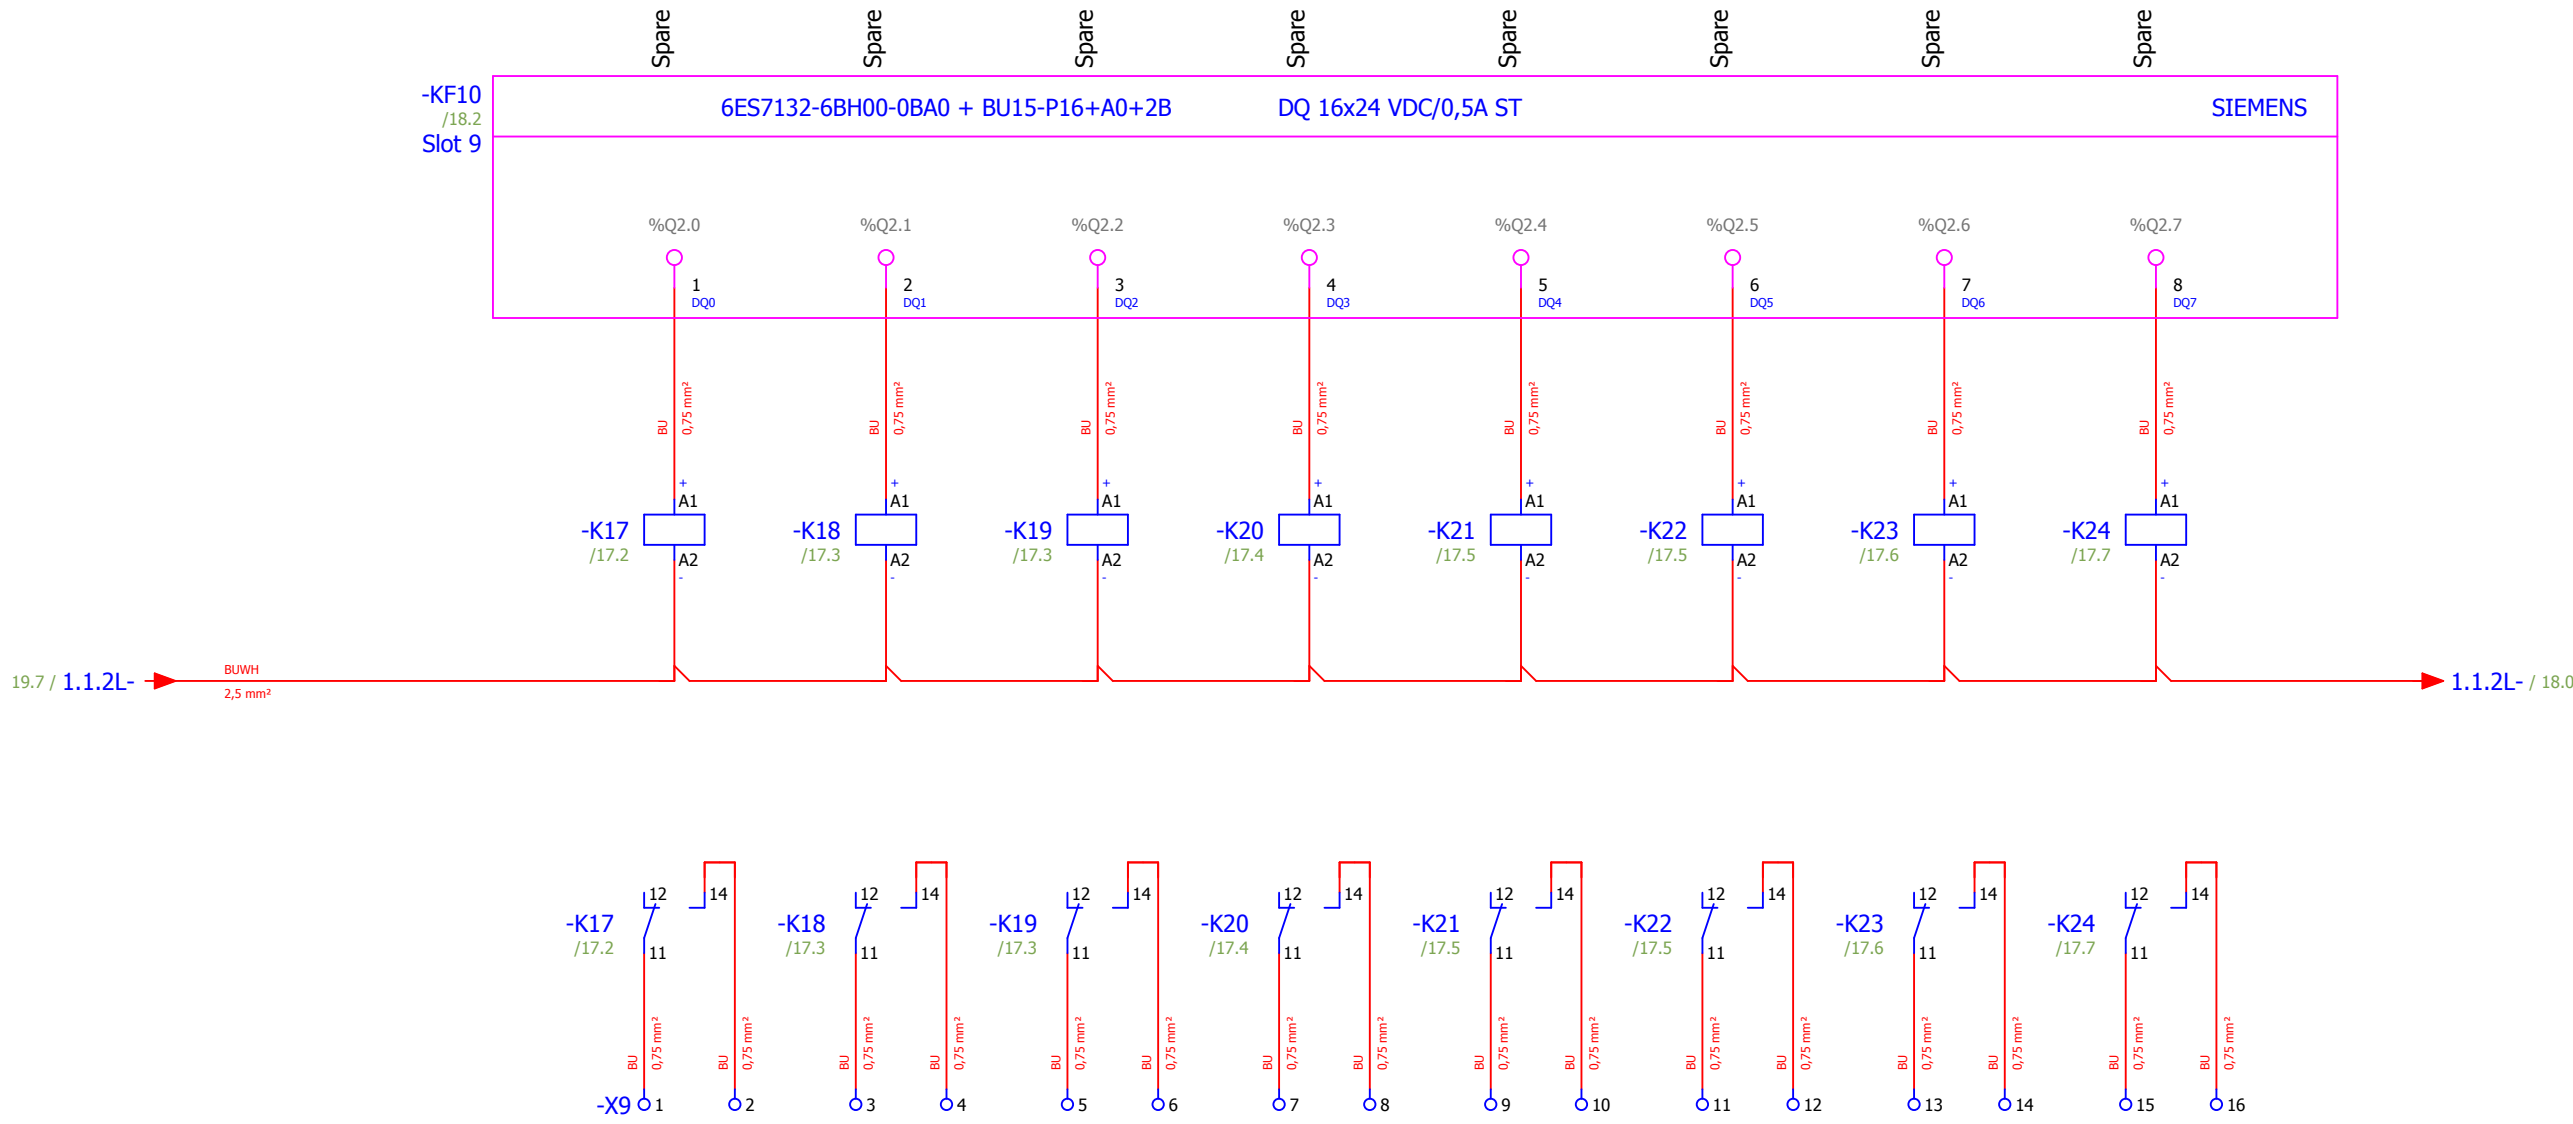 Spare Spare Spare Spare Spare Spare Spare Spare
-KF10 6ES7132-6BH00-0BA0 + BU15-P16+A0+2B DQ 16x24 VDC/0,5A ST SIEMENS
/18.2
Slot 9
%Q2.0 %Q2.1 %Q2.2 %Q2.3 %Q2.4 %Q2.5 %Q2.6 %Q2.7
1 2 3 4 5 6 7 8
DQ0 DQ1 DQ2 DQ3 DQ4 DQ5 DQ6 DQ7
BU 0,75 mm² BU 0,75 mm² BU 0,75 mm² BU 0,75 mm² BU 0,75 mm² BU 0,75 mm² BU 0,75 mm² BU 0,75 mm²
+ + + + + + + +
A1 A1 A1 A1 A1 A1 A1 A1
-K17 -K18 -K19 -K20 -K21 -K22 -K23 -K24
/17.2 /17.3 /17.3 /17.4 /17.5 /17.5 /17.6 /17.7
A2 A2 A2 A2 A2 A2 A2 A2
- - - - - - - -
BUWH
19.7 / 1.1.2L- 1.1.2L- / 18.0
2,5 mm²
12 14 12 14 12 14 12 14 12 14 12 14 12 14 12 14
-K17 -K18 -K19 -K20 -K21 -K22 -K23 -K24
/17.2 /17.3 /17.3 /17.4 /17.5 /17.5 /17.6 /17.7
11 11 11 11 11 11 11 11
BU 0,75 mm² BU 0,75 mm² BU 0,75 mm² BU 0,75 mm² BU 0,75 mm² BU 0,75 mm² BU 0,75 mm² BU 0,75 mm² BU 0,75 mm² BU 0,75 mm² BU 0,75 mm² BU 0,75 mm² BU 0,75 mm² BU 0,75 mm² BU 0,75 mm² BU 0,75 mm²
-X9 1 2 3 4 5 6 7 8 9 10 11 12 13 14 15 16